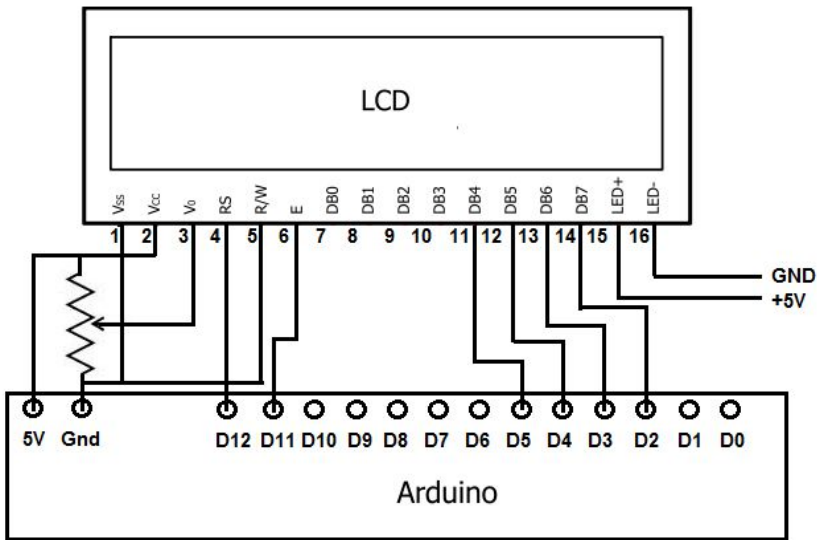 LCD
Vss Vcc V0 RS R/W E DB0 DB1 DB2 DB3 DB4 DB5 DB6 DB7 LED+ LED-
1 2 3 4 5 6 7 8 9 10 11 12 13 14 15 16
GND
+5V
5V Gnd D12 D11 D10 D9 D8 D7 D6 D5 D4 D3 D2 D1 D0
Arduino